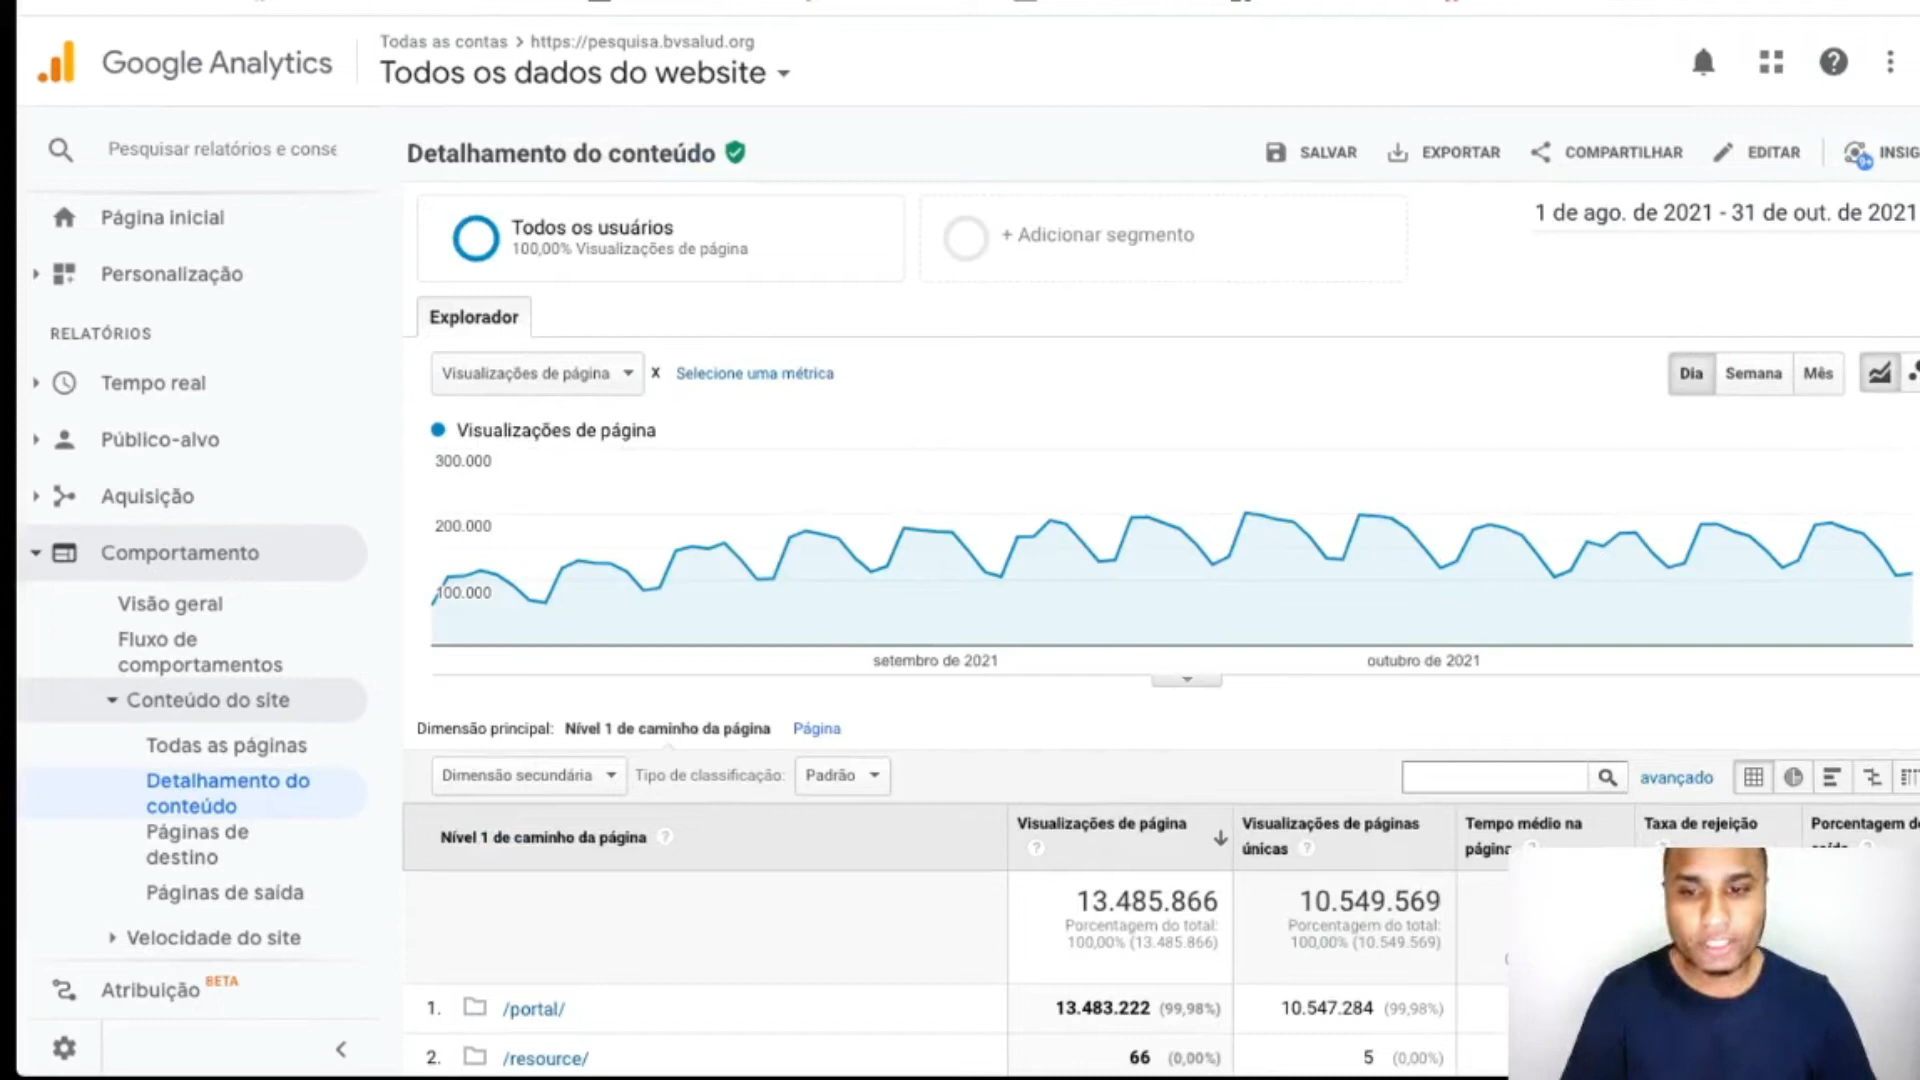 Google Analytics
Todas as contas > https://pesquisa.bvsalud.org
Todos os dados do website
Pesquisar relatórios e conse
Página inicial
Personalização
RELATÓRIOS
Tempo real
Público-alvo
Aquisição
Comportamento
Visão geral
Fluxo de
comportamentos
Conteúdo do site
Todas as páginas
Detalhamento do
conteúdo
Páginas de
destino
Páginas de saída
Velocidade do site
Atribuição BETA
Detalhamento do conteúdo
SALVAR
EXPORTAR
COMPARTILHAR
EDITAR
INSIG
Todos os usuários
100,00% Visualizações de página
+ Adicionar segmento
1 de ago. de 2021 - 31 de out. de 2021
Explorador
Visualizações de página x Selecione uma métrica
Dia Semana Mês
Visualizações de página
300.000
200.000
100.000
setembro de 2021 outubro de 2021
Dimensão principal: Nível 1 de caminho da página Página
Dimensão secundária Tipo de classificação: Padrão avançado
Nível 1 de caminho da página
Visualizações de página
Visualizações de páginas
únicas
Tempo médio na
página
Taxa de rejeição
Porcentagem de
13.485.866
Porcentagem do total:
100,00% (13.485.866)
10.549.569
Porcentagem do total:
100,00% (10.549.569)
1. /portal/ 13.483.222 (99,98%) 10.547.284 (99,98%)
2. /resource/ 66 (0,00%) 5 (0,00%)